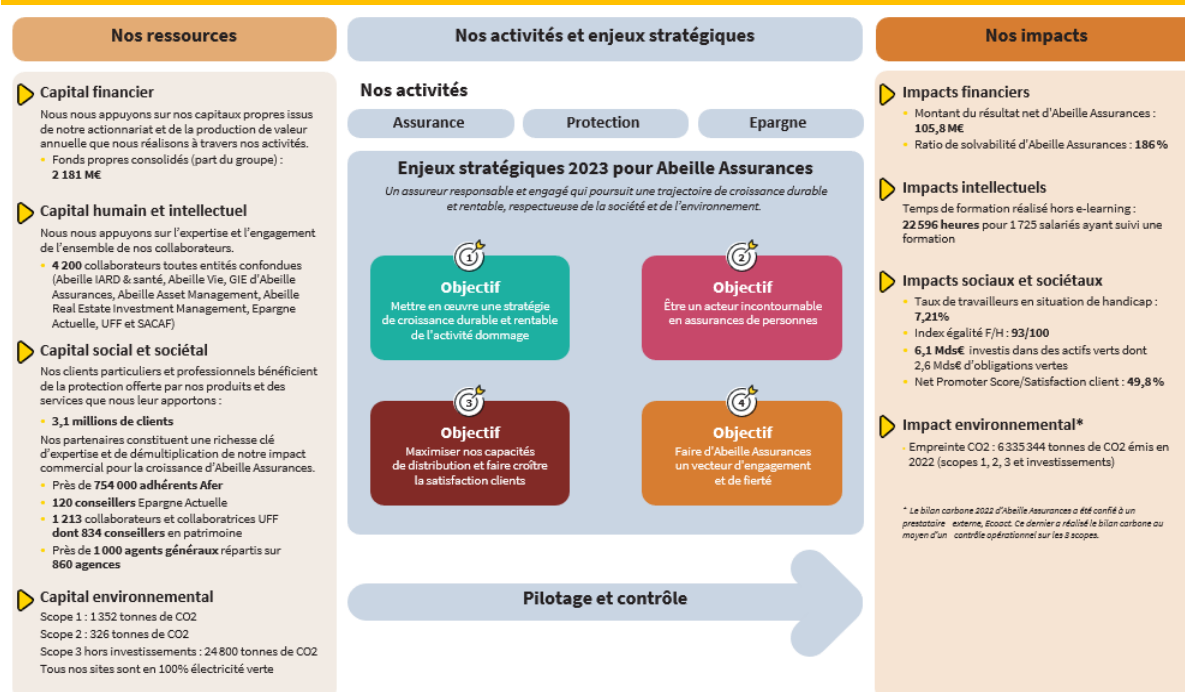 Nos ressources
Capital financier
Nous nous appuyons sur nos capitaux propres issus
de notre actionnariat et de la production de valeur
annuelle que nous réalisons à travers nos activités.
• Fonds propres consolidés (part du groupe) :
2 181 M€
Capital humain et intellectuel
Nous nous appuyons sur l'expertise et l'engagement
de l'ensemble de nos collaborateurs.
• 4 200 collaborateurs toutes entités confondues
(Abeille IARD & santé, Abeille Vie, GIE d'Abeille
Assurances, Abeille Asset Management, Abeille
Real Estate Investment Management, Epargne
Actuelle, UFF et SACAF)
Capital social et sociétal
Nos clients particuliers et professionnels bénéficient
de la protection offerte par nos produits et des
services que nous leur apportons :
• 3,1 millions de clients
Nos partenaires constituent une richesse clé
d'expertise et de démultiplication de notre impact
commercial pour la croissance d'Abeille Assurances.
• Près de 754 000 adhérents Afer
• 120 conseillers Epargne Actuelle
• 1 213 collaborateurs et collaboratrices UFF
dont 834 conseillers en patrimoine
• Près de 1 000 agents généraux répartis sur
860 agences
Capital environnemental
Scope 1 : 1 352 tonnes de CO2
Scope 2 : 326 tonnes de CO2
Scope 3 hors investissements : 24 800 tonnes de CO2
Tous nos sites sont en 100% électricité verte
Nos activités et enjeux stratégiques
Nos activités
Assurance
Protection
Epargne
Enjeux stratégiques 2023 pour Abeille Assurances
Un assureur responsable et engagé qui poursuit une trajectoire de croissance durable
et rentable, respectueuse de la société et de l'environnement.
1
Objectif
Mettre en œuvre une stratégie
de croissance durable et rentable
de l'activité dommage
2
Objectif
Être un acteur incontournable
en assurances de personnes
3
Objectif
Maximiser nos capacités
de distribution et faire croître
la satisfaction clients
4
Objectif
Faire d'Abeille Assurances
un vecteur d'engagement
et de fierté
Pilotage et contrôle
Nos impacts
Impacts financiers
• Montant du résultat net d'Abeille Assurances :
105,8 M€
• Ratio de solvabilité d'Abeille Assurances : 186 %
Impacts intellectuels
Temps de formation réalisé hors e-learning :
22 596 heures pour 1 725 salariés ayant suivi une
formation
Impacts sociaux et sociétaux
• Taux de travailleurs en situation de handicap :
7,21%
• Index égalité F/H : 93/100
• 6,1 Mds€ investis dans des actifs verts dont
2,6 Mds€ d'obligations vertes
• Net Promoter Score/Satisfaction client : 49,8 %
Impact environnemental*
• Empreinte CO2 : 6 335 344 tonnes de CO2 émis en
2022 (scopes 1, 2, 3 et investissements)
* Le bilan carbone 2022 d'Abeille Assurances a été confié à un
prestataire externe, Ecoact. Ce dernier a réalisé le bilan carbone au
moyen d'un contrôle opérationnel sur les 3 scopes.